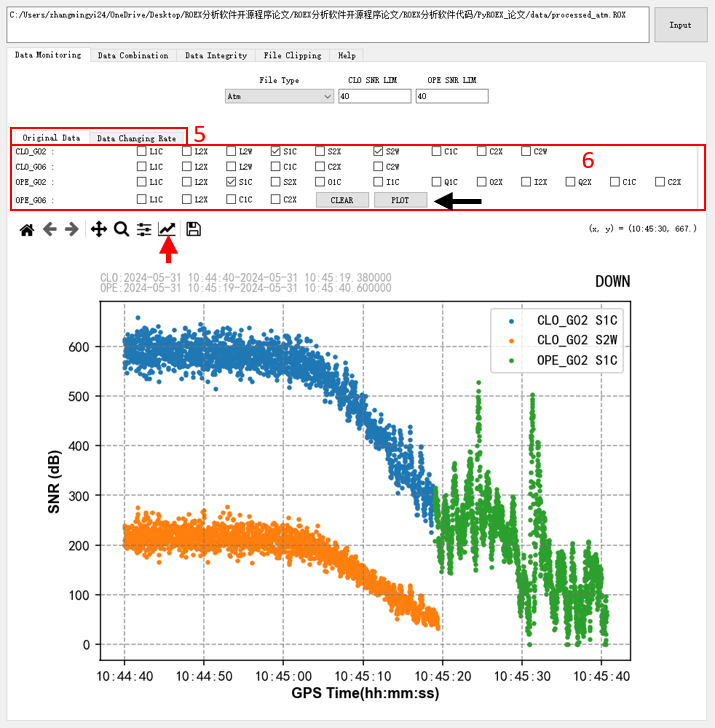 C:/Users/zhangmingyi24/OneDrive/Desktop/ROEX分析软件开源程序论文/ROEX分析软件开源程序论文/ROEX分析软件代码/PyROEX_论文/data/processed_atm.ROX
Input
Data Monitoring Data Combination Data Integrity File Clipping Help
File Type CLO SNR LIM OPE SNR LIM
Atm 40 40
Original Data Data Changing Rate 5
CLO_G02 : L1C L2X L2W S1C S2X S2W C1C C2X C2W
6
CLO_G06 : L1C L2X L2W C1C C2X C2W
OPE_G02 : L1C L2X S1C S2X O1C I1C Q1C O2X I2X Q2X C1C C2X
OPE_G06 : L1C L2X C1C C2X CLEAR PLOT
(x, y) = (10:45:30, 667.)
CLO:2024-05-31 10:44:40-2024-05-31 10:45:19.380000
OPE:2024-05-31 10:45:19-2024-05-31 10:45:40.600000
DOWN
CLO_G02 S1C
CLO_G02 S2W
OPE_G02 S1C
600
500
400
300
200
100
0
SNR (dB)
10:44:40 10:44:50 10:45:00 10:45:10 10:45:20 10:45:30 10:45:40
GPS Time(hh:mm:ss)